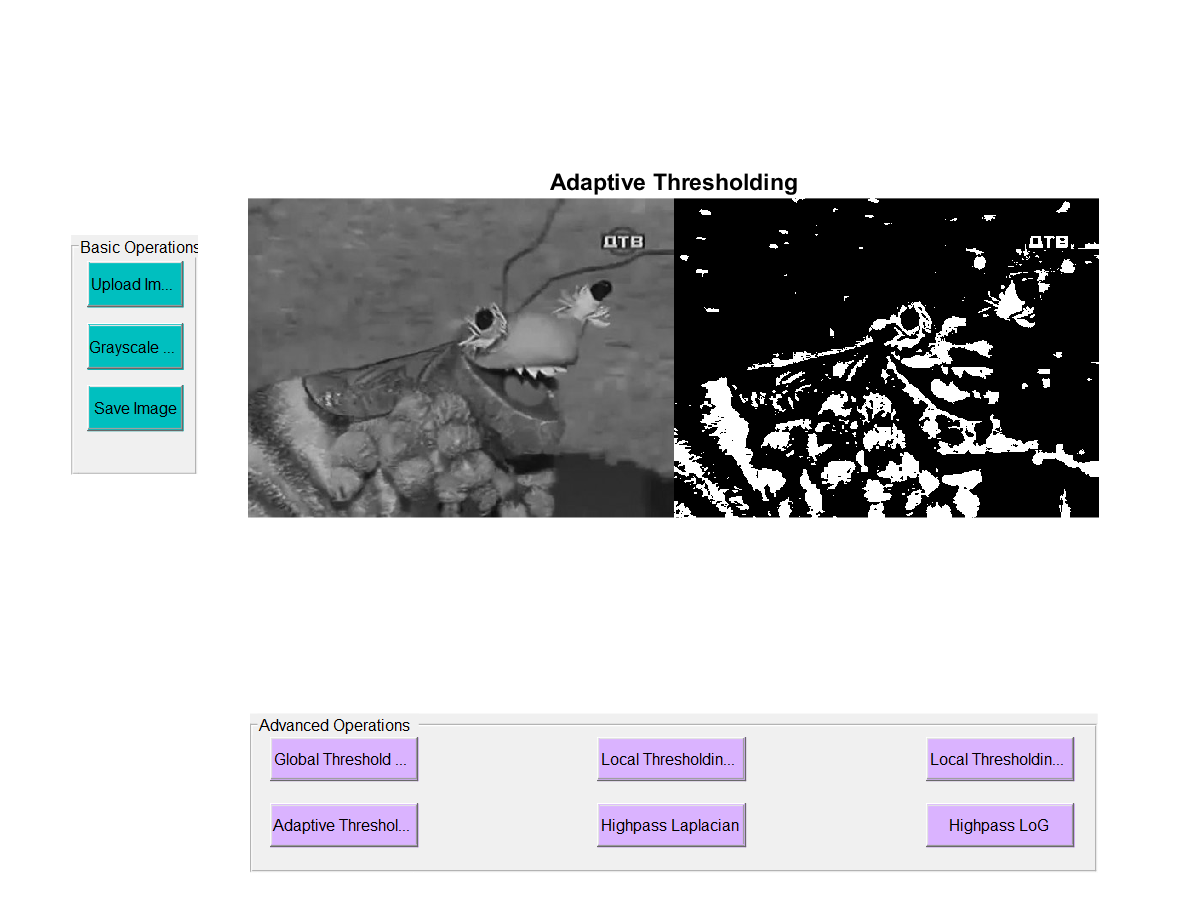 Adaptive Thresholding
ДТВ
ДТВ
Basic Operations
Upload Im...
Grayscale ...
Save Image
Advanced Operations
Global Threshold ...
Local Thresholdin...
Local Thresholdin...
Adaptive Threshol...
Highpass Laplacian
Highpass LoG